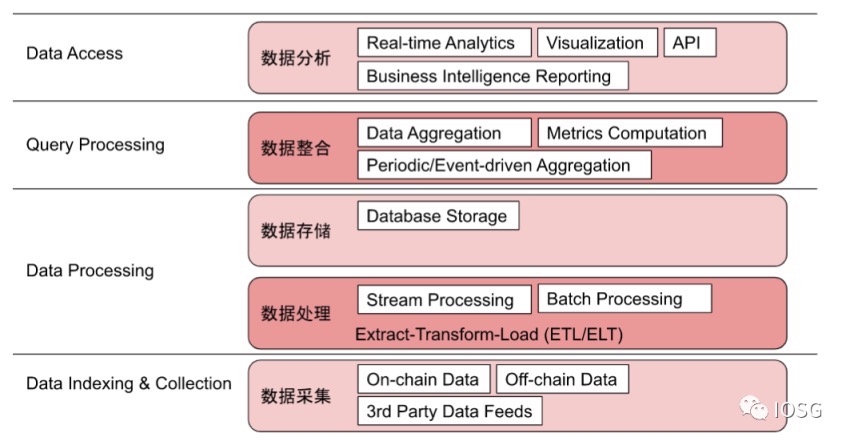 Data Access
数据分析
Real-time Analytics
Visualization
API
Business Intelligence Reporting
Query Processing
数据整合
Data Aggregation
Metrics Computation
Periodic/Event-driven Aggregation
Data Processing
数据存储
Database Storage
数据处理
Stream Processing
Batch Processing
Extract-Transform-Load (ETL/ELT)
Data Indexing & Collection
数据采集
On-chain Data
Off-chain Data
3rd Party Data Feeds
IOSG